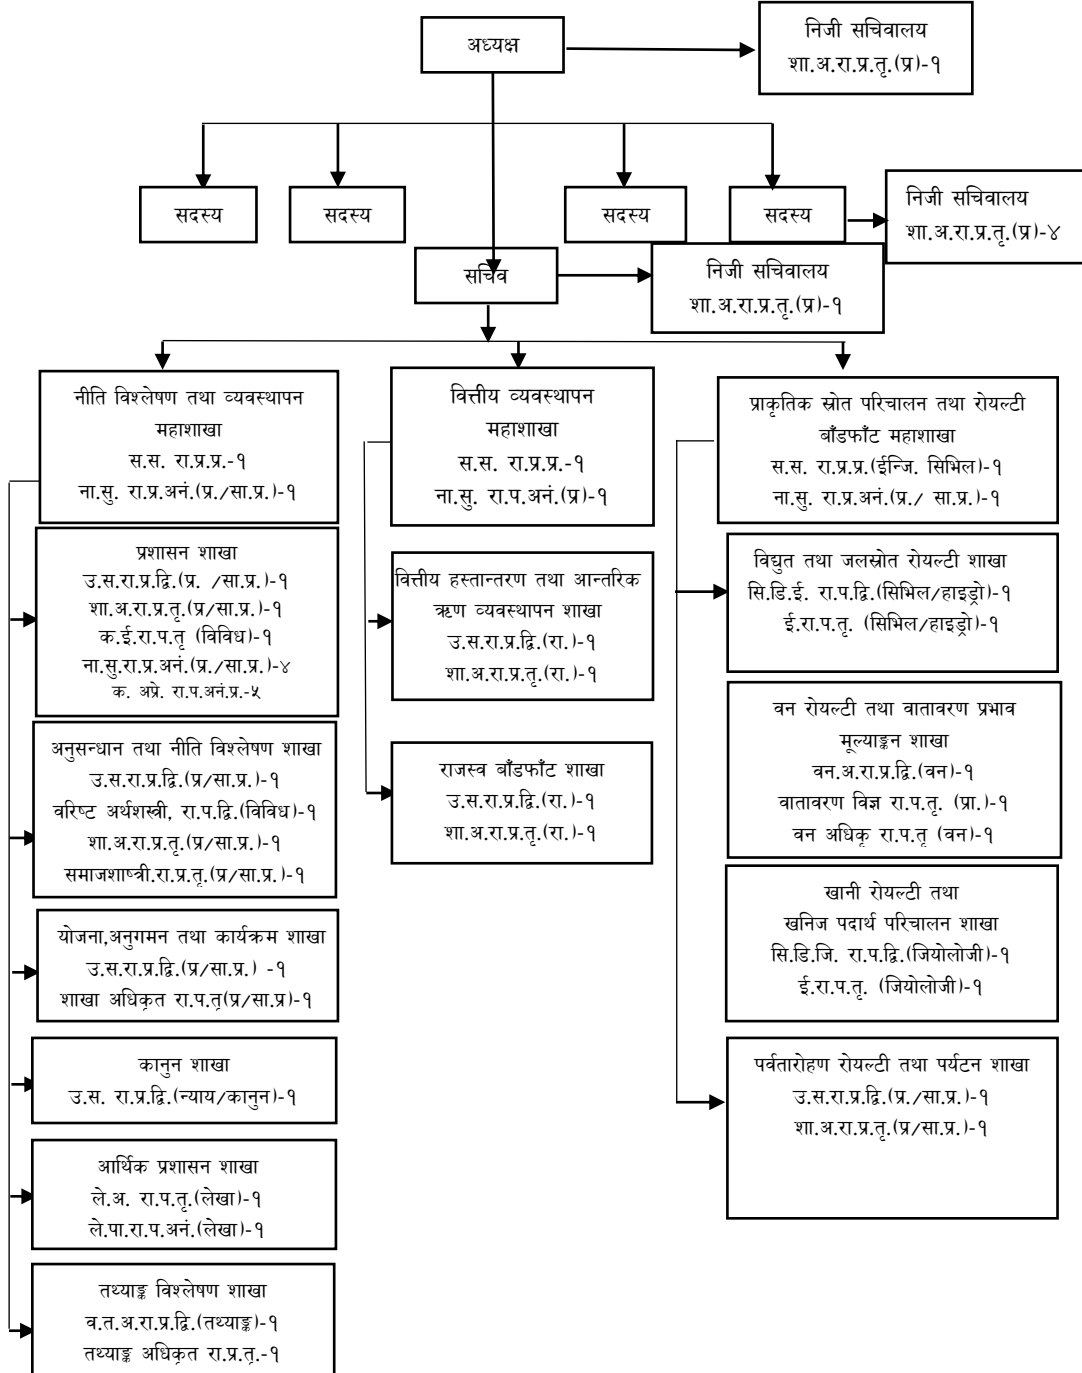 अध्यक्ष
निजी सचिवालय
शा.अ.रा.प्र.तृ.(प्र)-१
सदस्य
सदस्य
सदस्य
सदस्य
निजी सचिवालय
शा.अ.रा.प्र.तृ.(प्र)-४
सचिव
निजी सचिवालय
शा.अ.रा.प्र.तृ.(प्र)-१
नीति विश्लेषण तथा व्यवस्थापन
महाशाखा
स.स. रा.प्र.प्र.-१
ना.सु. रा.प्र.अनं.(प्र./सा.प्र.)-१
प्रशासन शाखा
उ.स.रा.प्र.द्वि.(प्र. /सा.प्र.)-१
शा.अ.रा.प्र.तृ.(प्र/सा.प्र.)-१
क.ई.रा.प.तृ (विविध)-१
ना.सु.रा.प्र.अनं.(प्र./सा.प्र.)-४
क. अप्रे. रा.प.अनं.प्र.-५
अनुसन्धान तथा नीति विश्लेषण शाखा
उ.स.रा.प्र.द्वि.(प्र/सा.प्र.)-१
वरिष्ट अर्थशस्त्री, रा.प.द्वि.(विविध)-१
शा.अ.रा.प्र.तृ.(प्र/सा.प्र.)-१
समाजशाष्त्री.रा.प्र.तृ.(प्र/सा.प्र.)-१
योजना,अनुगमन तथा कार्यक्रम शाखा
उ.स.रा.प्र.द्वि.(प्र/सा.प्र.) -१
शाखा अधिकृत रा.प.तृ(प्र/सा.प्र)-१
कानुन शाखा
उ.स. रा.प्र.द्वि.(न्याय/कानुन)-१
आर्थिक प्रशासन शाखा
ले.अ. रा.प.तृ.(लेखा)-१
ले.पा.रा.प.अनं.(लेखा)-१
तथ्याङ्क विश्लेषण शाखा
व.त.अ.रा.प्र.द्वि.(तथ्याङ्क)-१
तथ्याङ्क अधिकृत रा.प्र.तृ.-१
वित्तीय व्यवस्थापन
महाशाखा
स.स. रा.प्र.प्र.-१
ना.सु. रा.प.अनं.(प्र)-१
वित्तीय हस्तान्तरण तथा आन्तरिक
ऋण व्यवस्थापन शाखा
उ.स.रा.प्र.द्वि.(रा.)-१
शा.अ.रा.प्र.तृ.(रा.)-१
राजस्व बाँडफाँट शाखा
उ.स.रा.प्र.द्वि.(रा.)-१
शा.अ.रा.प्र.तृ.(रा.)-१
प्राकृतिक स्रोत परिचालन तथा रोयल्टी
बाँडफाँट महाशाखा
स.स. रा.प्र.प्र.(ईन्जि. सिभिल)-१
ना.सु. रा.प्र.अनं.(प्र./ सा.प्र.)-१
विद्युत तथा जलस्रोत रोयल्टी शाखा
सि.डि.ई. रा.प.द्वि.(सिभिल/हाइड्रो)-१
ई.रा.प.तृ. (सिभिल/हाइड्रो)-१
वन रोयल्टी तथा वातावरण प्रभाव
मूल्याङ्कन शाखा
वन.अ.रा.प्र.द्वि.(वन)-१
वातावरण विज्ञ रा.प.तृ. (प्रा.)-१
वन अधिकृ रा.प.तृ (वन)-१
खानी रोयल्टी तथा
खनिज पदार्थ परिचालन शाखा
सि.डि.जि. रा.प.द्वि.(जियोलोजी)-१
ई.रा.प.तृ. (जियोलोजी)-१
पर्वतारोहण रोयल्टी तथा पर्यटन शाखा
उ.स.रा.प्र.द्वि.(प्र./सा.प्र.)-१
शा.अ.रा.प्र.तृ.(प्र/सा.प्र.)-१